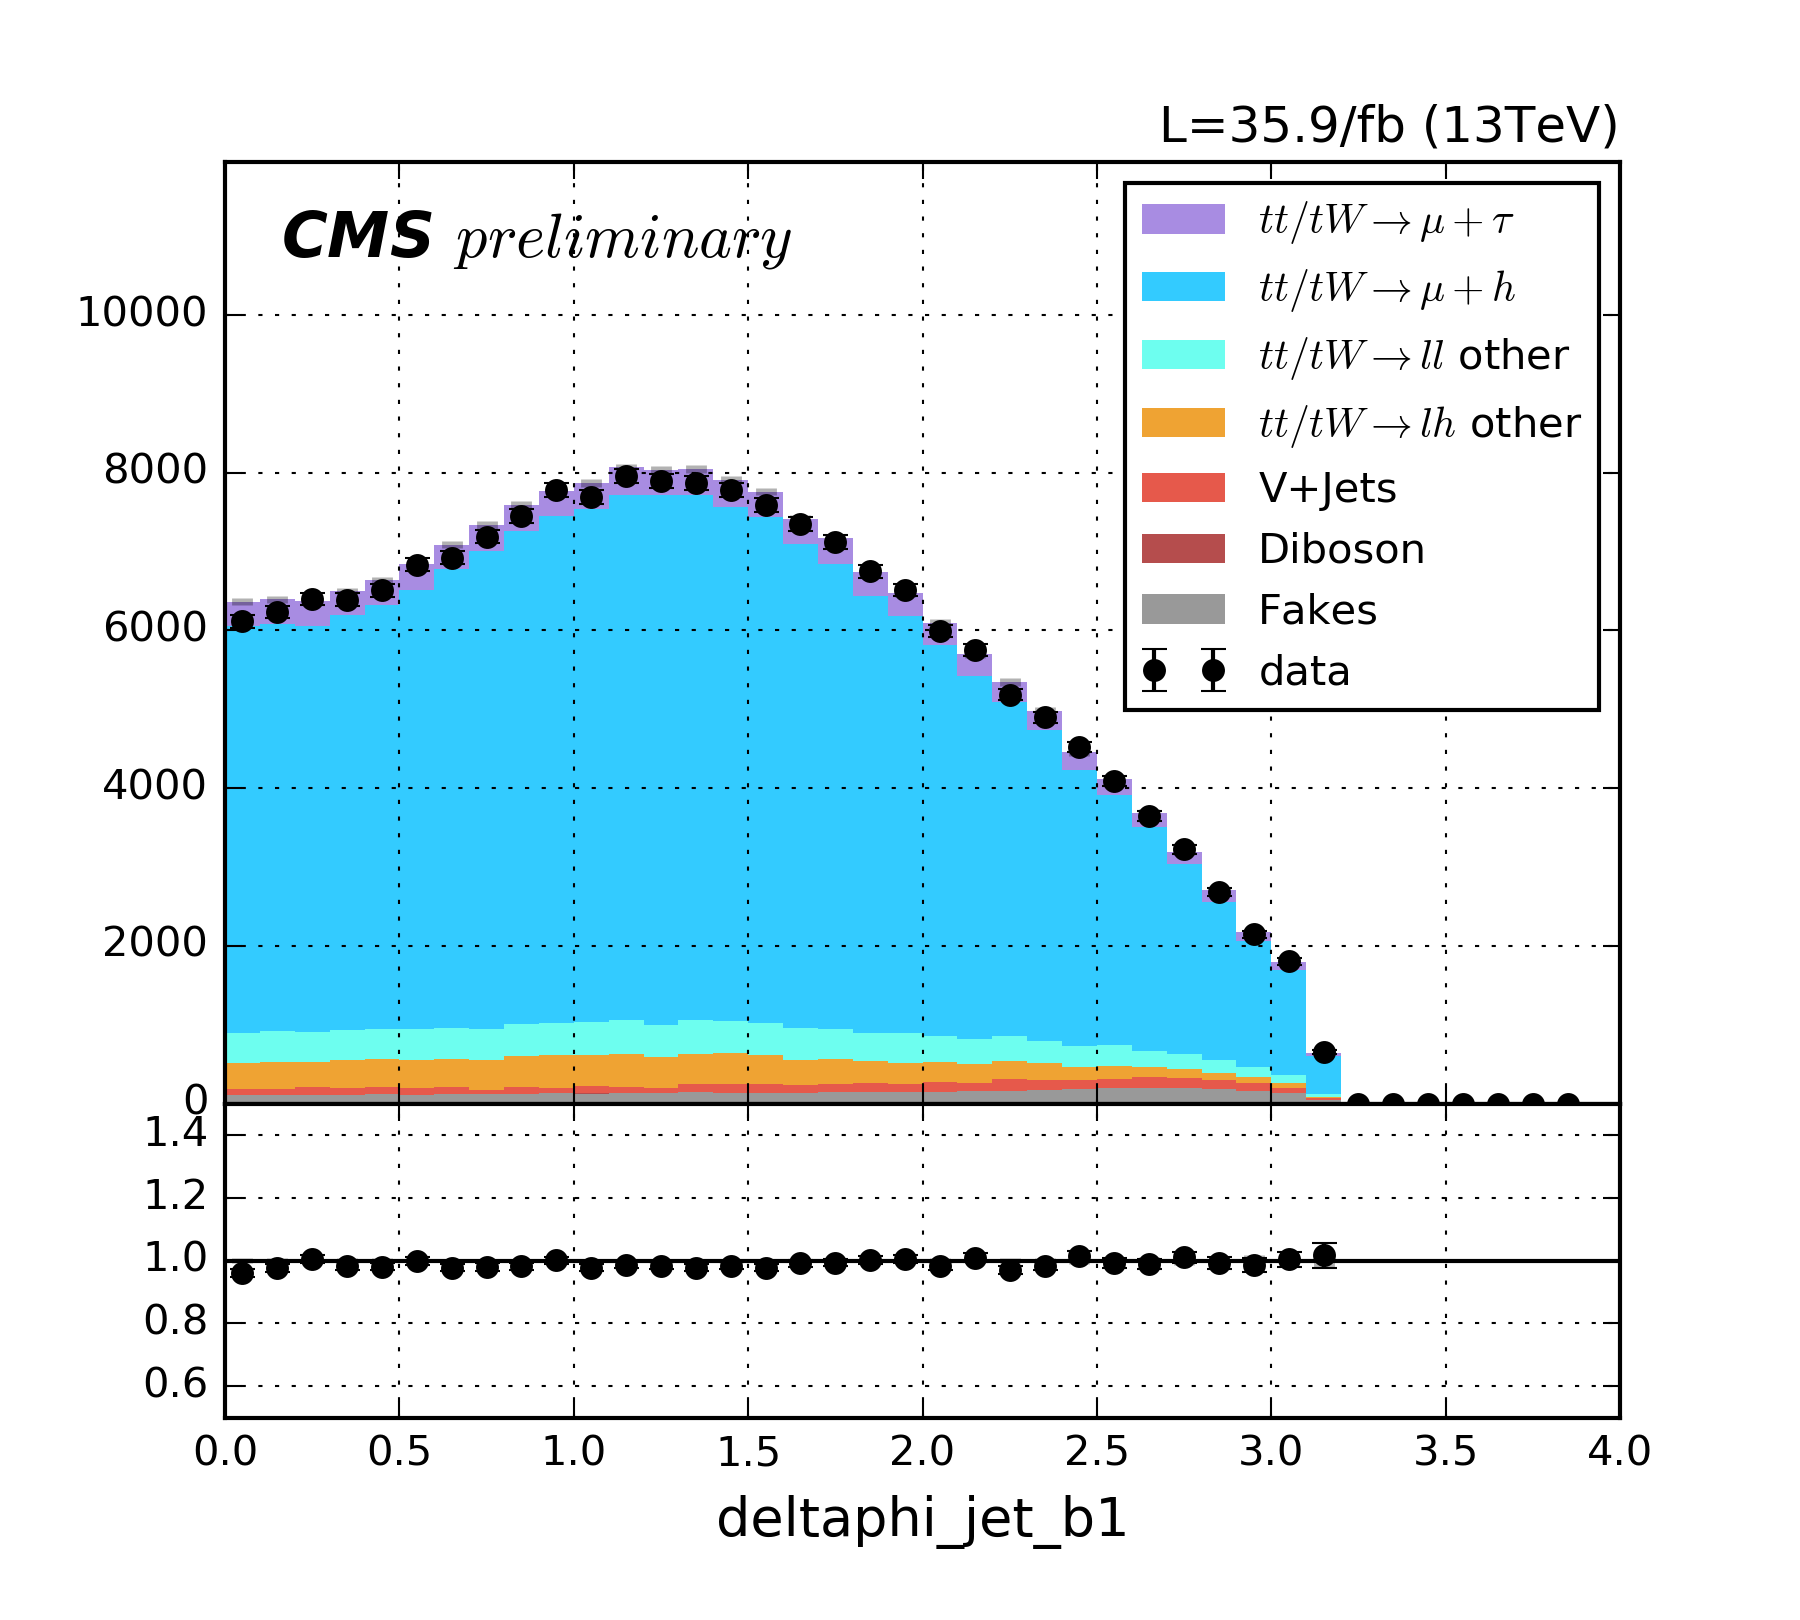 L=35.9/fb (13TeV)
CMS preliminary
tt/tW→μ+τ
tt/tW→μ+h
tt/tW→ll other
tt/tW→lh other
V+Jets
Diboson
Fakes
data
10000
8000
6000
4000
2000
0
1.4
1.2
1.0
0.8
0.6
0.0 0.5 1.0 1.5 2.0 2.5 3.0 3.5 4.0
deltaphi_jet_b1